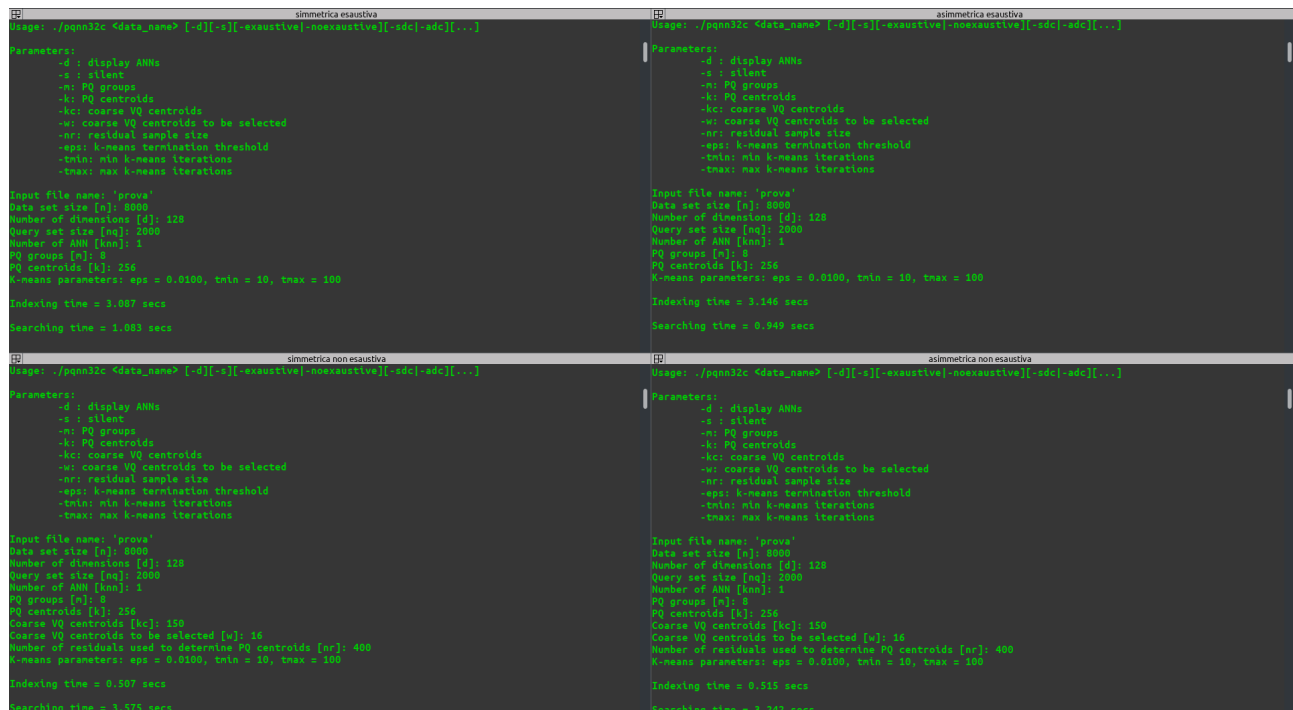 simmetrica esaustiva
Usage: ./pqnn32c <data_name> [-d][-s][-exaustive|-noexaustive][-sdc|-adc][...]
Parameters:
-d : display ANNs
-s : silent
-m: PQ groups
-k: PQ centroids
-kc: coarse VQ centroids
-w: coarse VQ centroids to be selected
-nr: residual sample size
-eps: k-means termination threshold
-tmin: min k-means iterations
-tmax: max k-means iterations
Input file name: 'prova'
Data set size [n]: 8000
Number of dimensions [d]: 128
Query set size [nq]: 2000
Number of ANN [knn]: 1
PQ groups [m]: 8
PQ centroids [k]: 256
K-means parameters: eps = 0.0100, tmin = 10, tmax = 100
Indexing time = 3.087 secs
Searching time = 1.083 secs
asimmetrica esaustiva
Usage: ./pqnn32c <data_name> [-d][-s][-exaustive|-noexaustive][-sdc|-adc][...]
Parameters:
-d : display ANNs
-s : silent
-m: PQ groups
-k: PQ centroids
-kc: coarse VQ centroids
-w: coarse VQ centroids to be selected
-nr: residual sample size
-eps: k-means termination threshold
-tmin: min k-means iterations
-tmax: max k-means iterations
Input file name: 'prova'
Data set size [n]: 8000
Number of dimensions [d]: 128
Query set size [nq]: 2000
Number of ANN [knn]: 1
PQ groups [m]: 8
PQ centroids [k]: 256
K-means parameters: eps = 0.0100, tmin = 10, tmax = 100
Indexing time = 3.146 secs
Searching time = 0.949 secs
simmetrica non esaustiva
Usage: ./pqnn32c <data_name> [-d][-s][-exaustive|-noexaustive][-sdc|-adc][...]
Parameters:
-d : display ANNs
-s : silent
-m: PQ groups
-k: PQ centroids
-kc: coarse VQ centroids
-w: coarse VQ centroids to be selected
-nr: residual sample size
-eps: k-means termination threshold
-tmin: min k-means iterations
-tmax: max k-means iterations
Input file name: 'prova'
Data set size [n]: 8000
Number of dimensions [d]: 128
Query set size [nq]: 2000
Number of ANN [knn]: 1
PQ groups [m]: 8
PQ centroids [k]: 256
Coarse VQ centroids [kc]: 150
Coarse VQ centroids to be selected [w]: 16
Number of residuals used to determine PQ centroids [nr]: 400
K-means parameters: eps = 0.0100, tmin = 10, tmax = 100
Indexing time = 0.507 secs
Searching time = 3.575 secs
asimmetrica non esaustiva
Usage: ./pqnn32c <data_name> [-d][-s][-exaustive|-noexaustive][-sdc|-adc][...]
Parameters:
-d : display ANNs
-s : silent
-m: PQ groups
-k: PQ centroids
-kc: coarse VQ centroids
-w: coarse VQ centroids to be selected
-nr: residual sample size
-eps: k-means termination threshold
-tmin: min k-means iterations
-tmax: max k-means iterations
Input file name: 'prova'
Data set size [n]: 8000
Number of dimensions [d]: 128
Query set size [nq]: 2000
Number of ANN [knn]: 1
PQ groups [m]: 8
PQ centroids [k]: 256
Coarse VQ centroids [kc]: 150
Coarse VQ centroids to be selected [w]: 16
Number of residuals used to determine PQ centroids [nr]: 400
K-means parameters: eps = 0.0100, tmin = 10, tmax = 100
Indexing time = 0.515 secs
Searching time = 3.242 secs